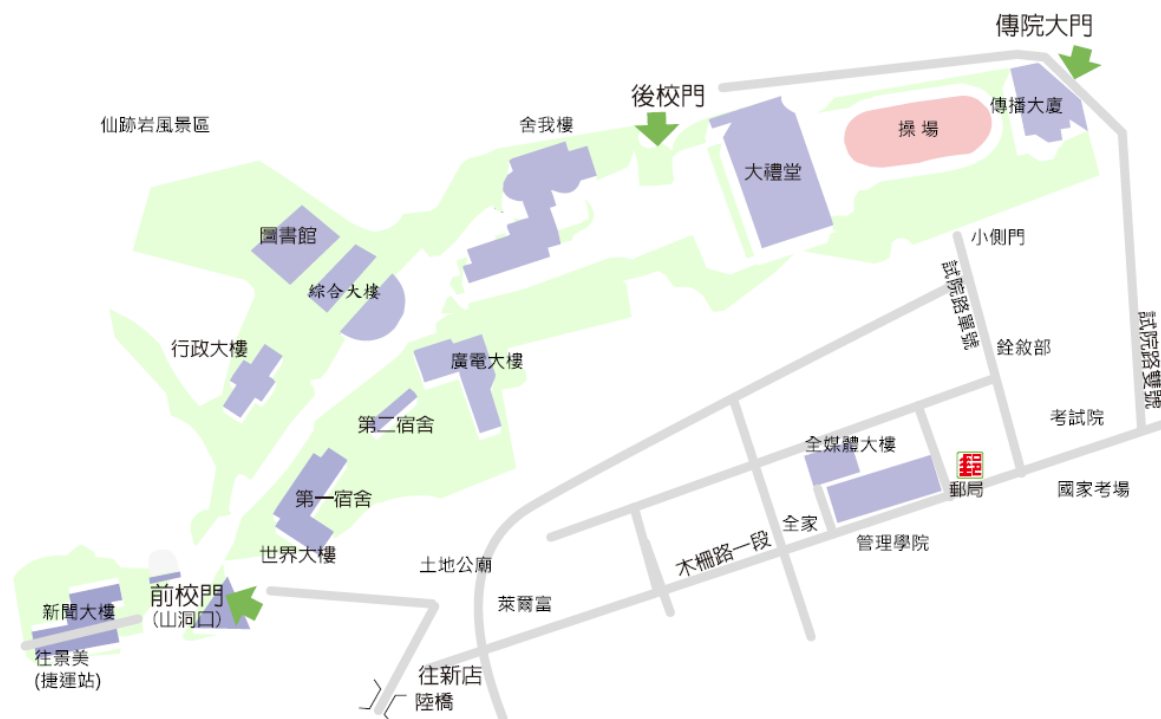 傳院大門
後校門
傳播大廈
仙跡岩風景區
舍我樓
操場
大禮堂
圖書館
小側門
綜合大樓
試院路單號
試院路雙號
行政大樓
廣電大樓
銓敘部
第二宿舍
考試院
全媒體大樓
郵
郵局
國家考場
第一宿舍
全家
管理學院
木柵路一段
世界大樓
土地公廟
前校門
(山洞口)
新聞大樓
萊爾富
往景美
(捷運站)
往新店
陸橋